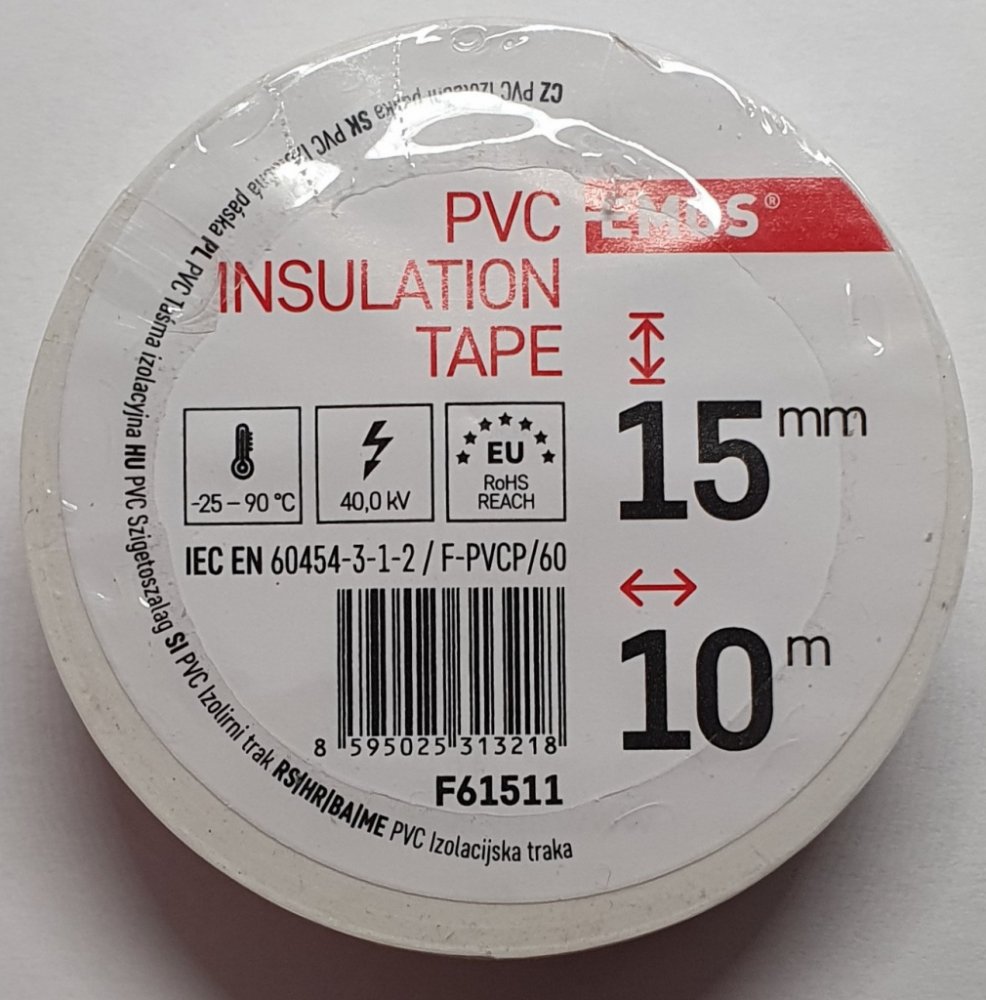 PVC
INSULATION
TAPE
EMOS®
15 mm
10 m
-25 – 90 °C
40,0 kV
EU
RoHS
REACH
IEC EN 60454-3-1-2 / F-PVCP/60
8 595025 313218
F61511
CZ PVC Izolační páska SK PVC Izolačná páska PL PVC Taśma izolacyjna HU PVC Szigetoszalag SI PVC Izolirni trak RS|HR|BA|ME PVC Izolacijska traka